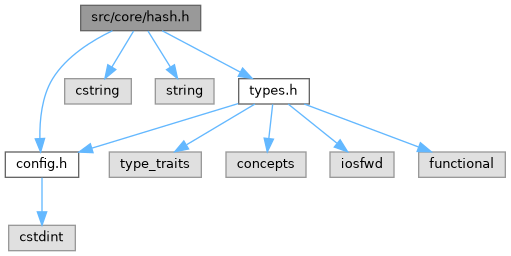 src/core/hash.h
cstring
string
types.h
config.h
type_traits
concepts
iosfwd
functional
cstdint